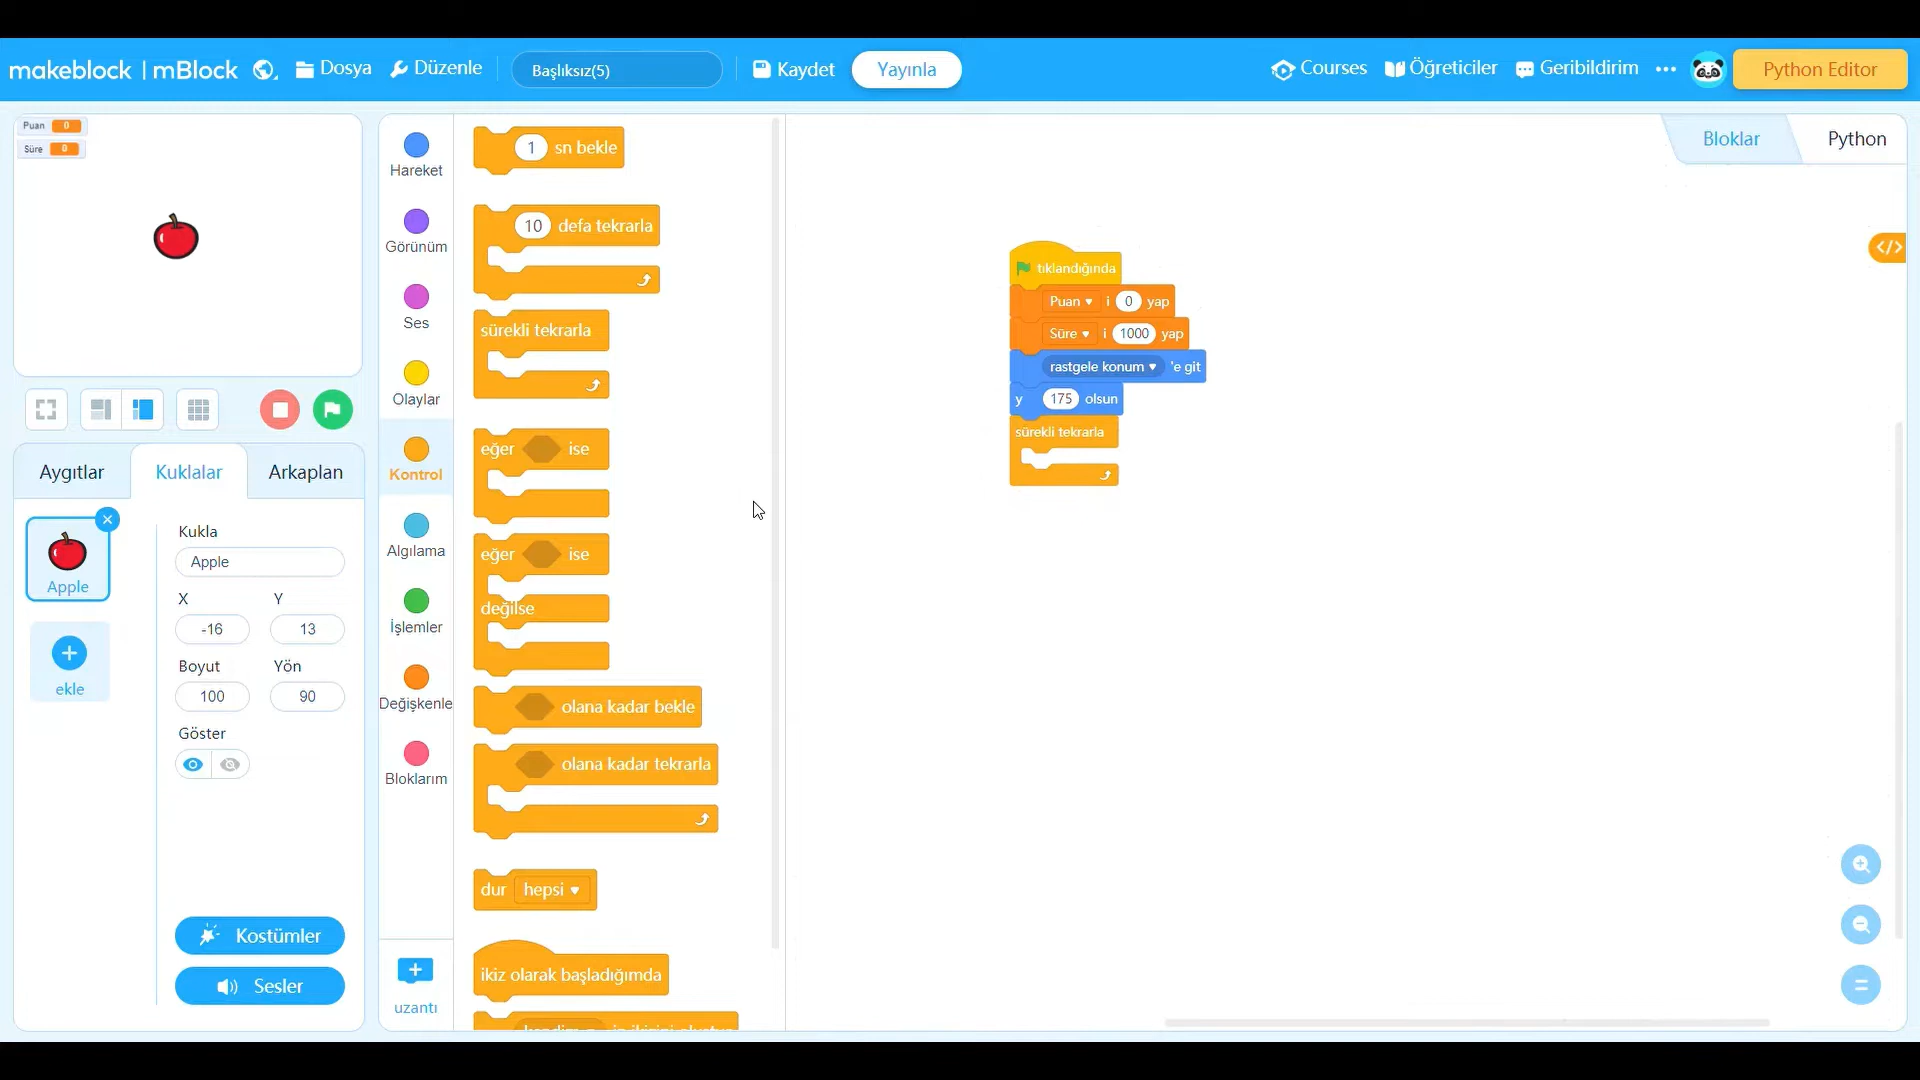 makeblock | mBlock
Dosya
Düzenle
Başlıksız(5)
Kaydet
Yayınla
Courses
Öğreticiler
Geribildirim
Python Editor
Puan 0
Süre 0
Aygıtlar
Kuklalar
Arkaplan
Apple
ekle
Kukla
Apple
X
Y
-16
13
Boyut
Yön
100
90
Göster
Kostümler
Sesler
Hareket
Görünüm
Ses
Olaylar
Kontrol
Algılama
İşlemler
Değişkenle
Bloklarım
uzantı
1 sn bekle
10 defa tekrarla
sürekli tekrarla
eğer ise
eğer ise
değilse
olana kadar bekle
olana kadar tekrarla
dur hepsi
ikiz olarak başladığımda
Bloklar
Python
tıklandığında
Puan i 0 yap
Süre i 1000 yap
rastgele konum 'e git
y 175 olsun
sürekli tekrarla